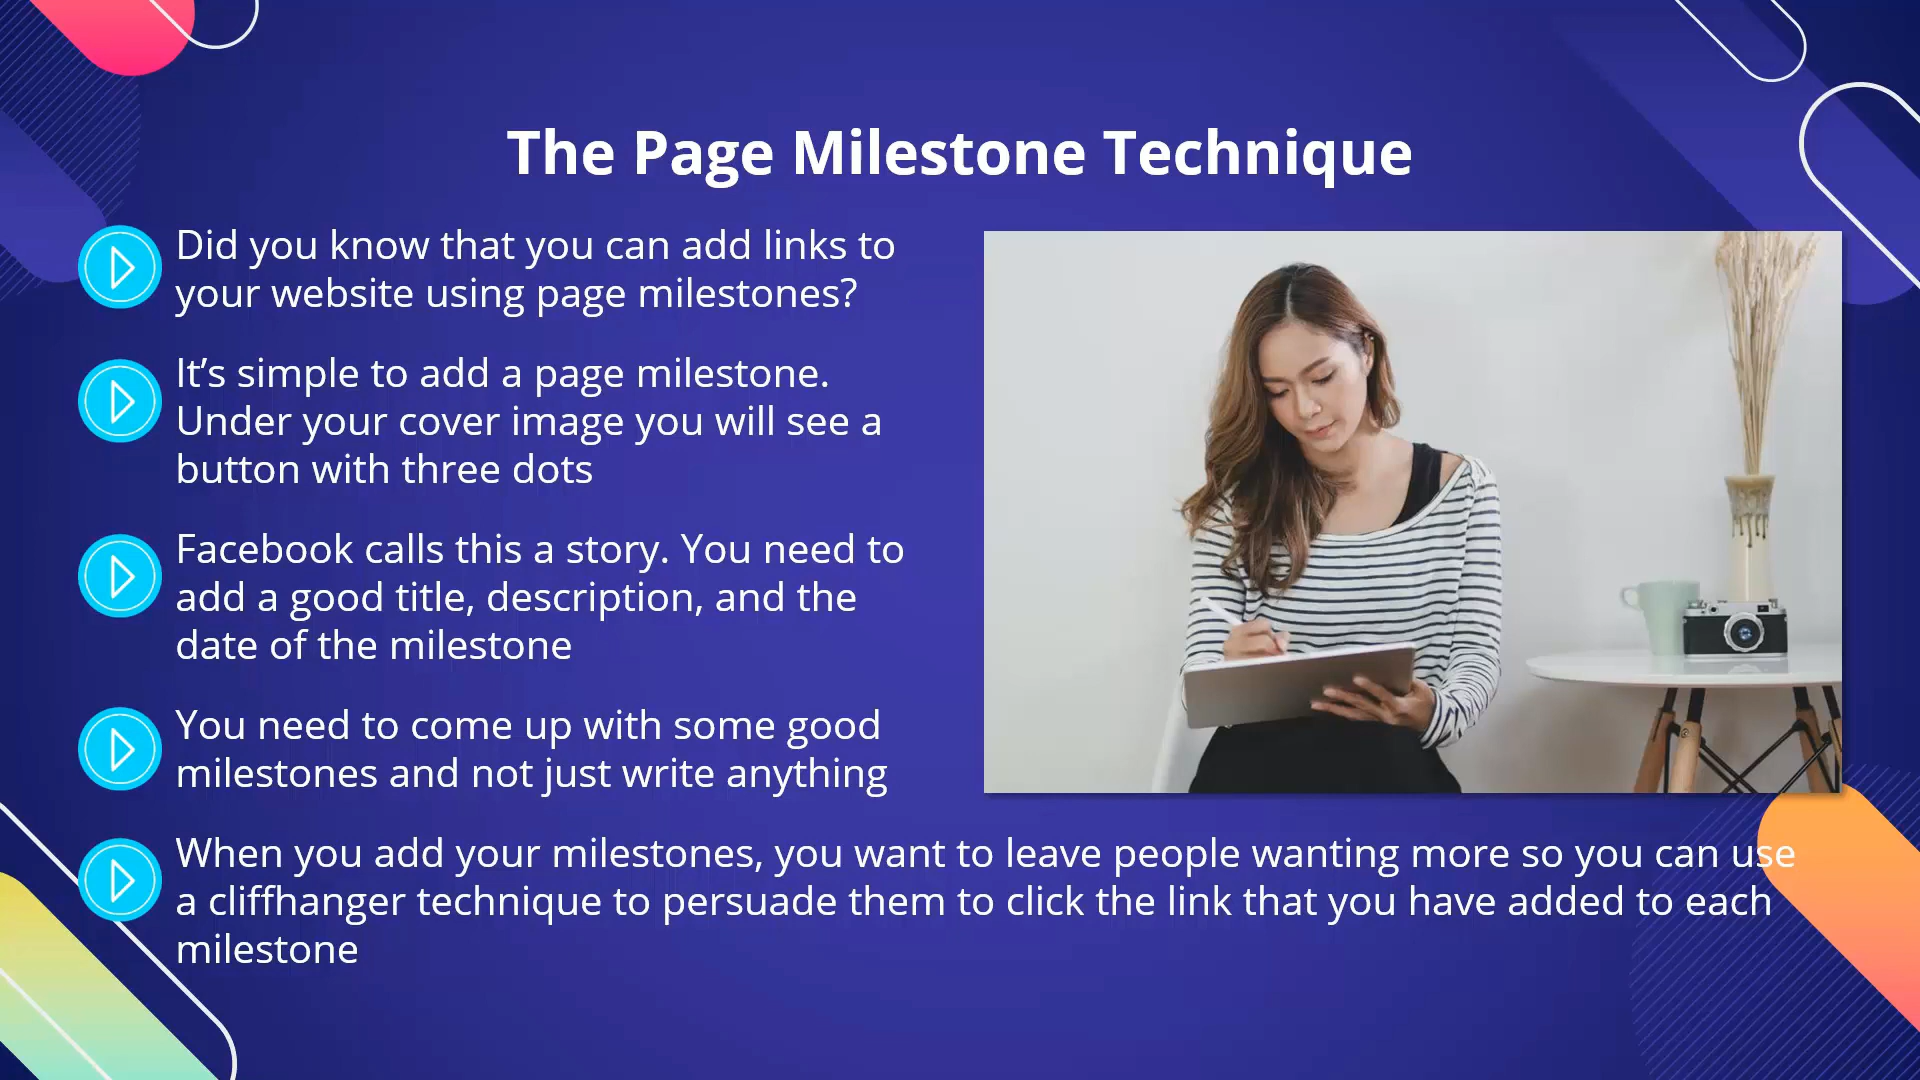 The Page Milestone Technique
Did you know that you can add links to
your website using page milestones?
It’s simple to add a page milestone.
Under your cover image you will see a
button with three dots
Facebook calls this a story. You need to
add a good title, description, and the
date of the milestone
You need to come up with some good
milestones and not just write anything
When you add your milestones, you want to leave people wanting more so you can use
a cliffhanger technique to persuade them to click the link that you have added to each
milestone